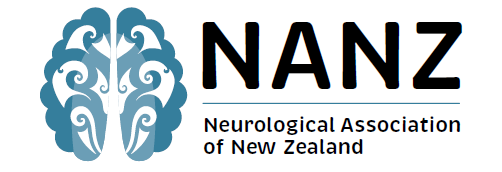 NANZ
Neurological Association
of New Zealand